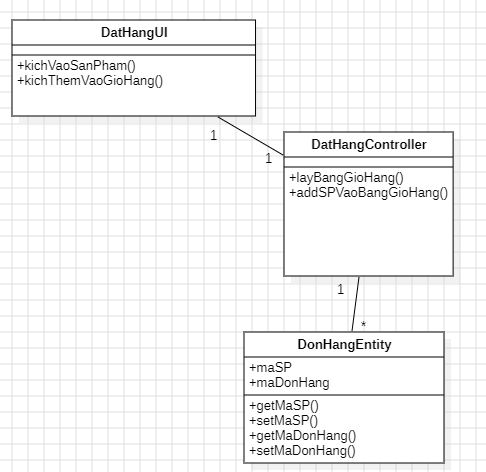 DatHangUI
+kichVaoSanPham()
+kichThemVaoGioHang()
1
1
DatHangController
+layBangGioHang()
+addSPVaoBangGioHang()
1
*
DonHangEntity
+maSP
+maDonHang
+getMaSP()
+setMaSP()
+getMaDonHang()
+setMaDonHang()